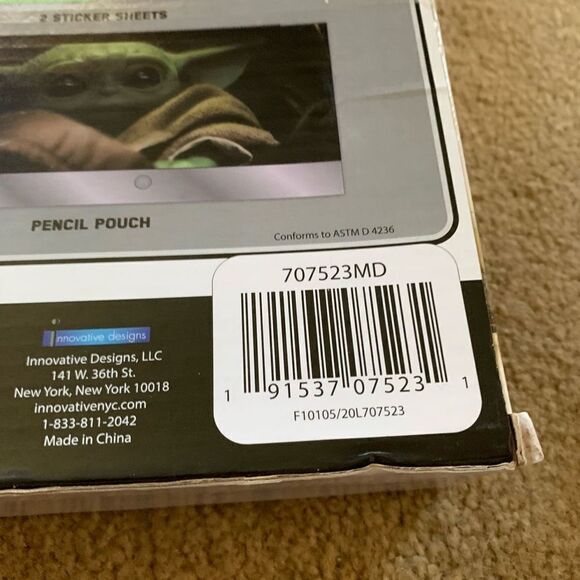 2 STICKER SHEETS
PENCIL POUCH
Conforms to ASTM D 4236
707523MD
1 91537 07523 1
F10105/20L707523
innovative designs
Innovative Designs, LLC
141 W. 36th St.
New York, New York 10018
innovativenyc.com
1-833-811-2042
Made in China